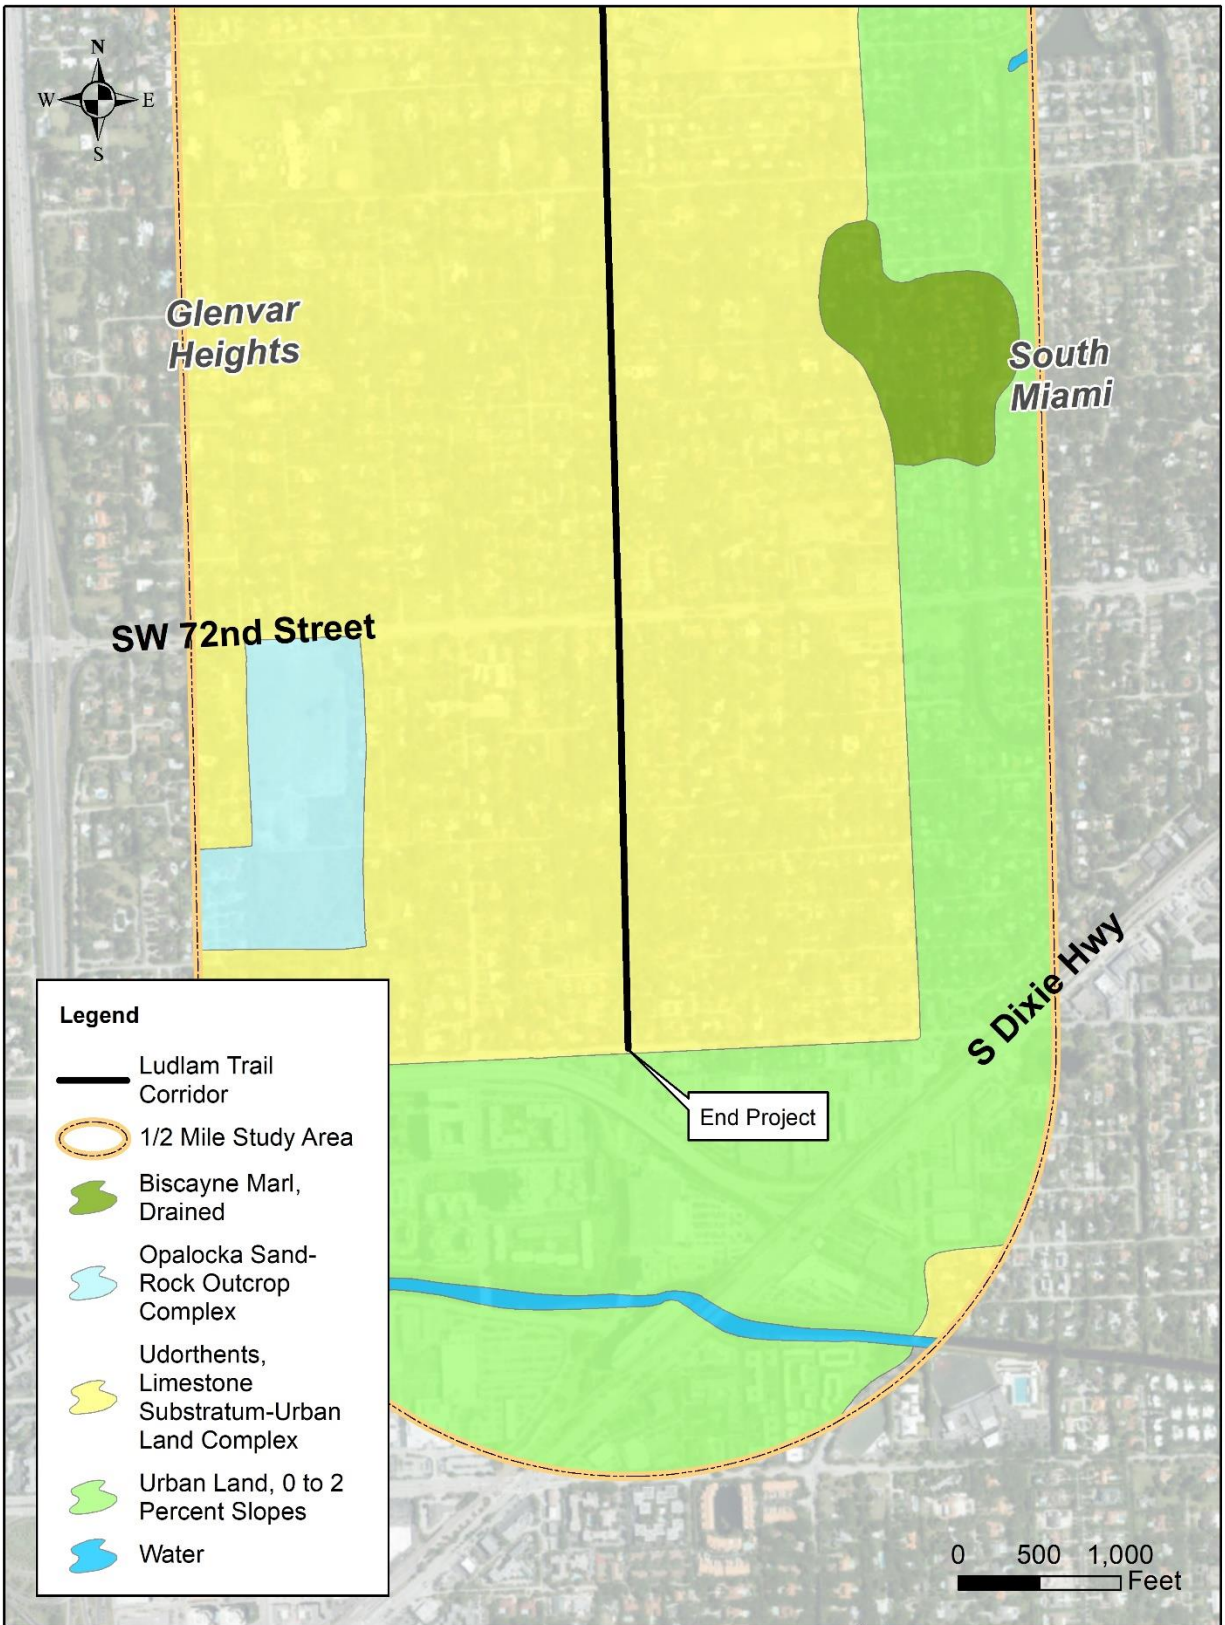 N
W
E
S
Glenvar
Heights
South
Miami
SW 72nd Street
S Dixie Hwy
End Project
Legend
Ludlam Trail
Corridor
1/2 Mile Study Area
Biscayne Marl,
Drained
Opalocka Sand-
Rock Outcrop
Complex
Udorthents,
Limestone
Substratum-Urban
Land Complex
Urban Land, 0 to 2
Percent Slopes
Water
0 500 1,000
Feet